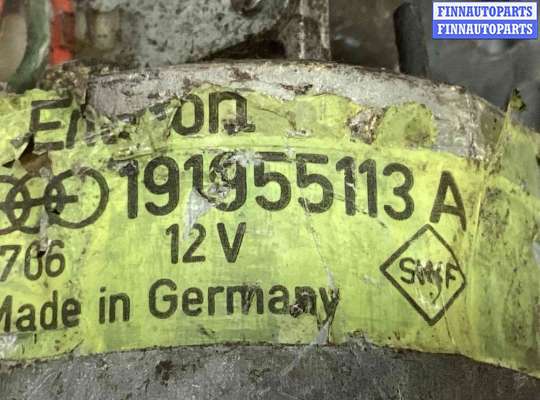 FINNAUTOPARTS
FINNAUTOPARTS
191955113 A
706
12 V
SWF
Made in Germany